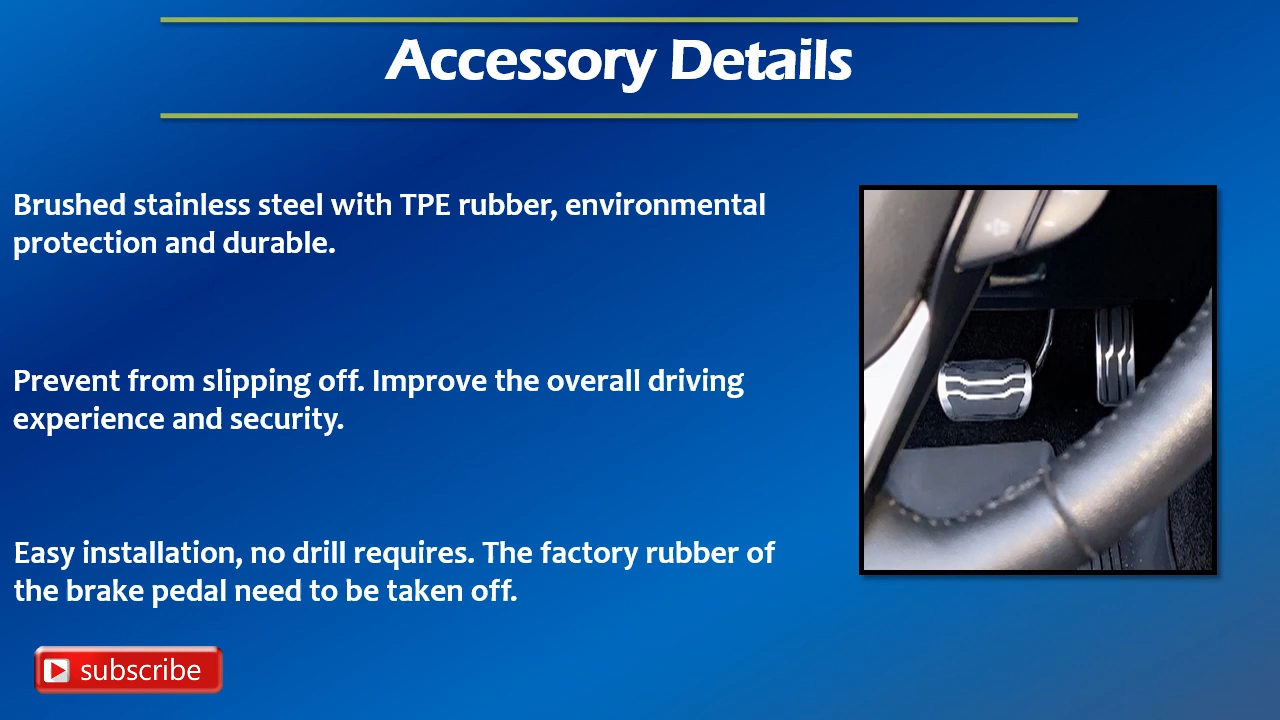 Accessory Details
Brushed stainless steel with TPE rubber, environmental
protection and durable.
Prevent from slipping off. Improve the overall driving
experience and security.
Easy installation, no drill requires. The factory rubber of
the brake pedal need to be taken off.
subscribe